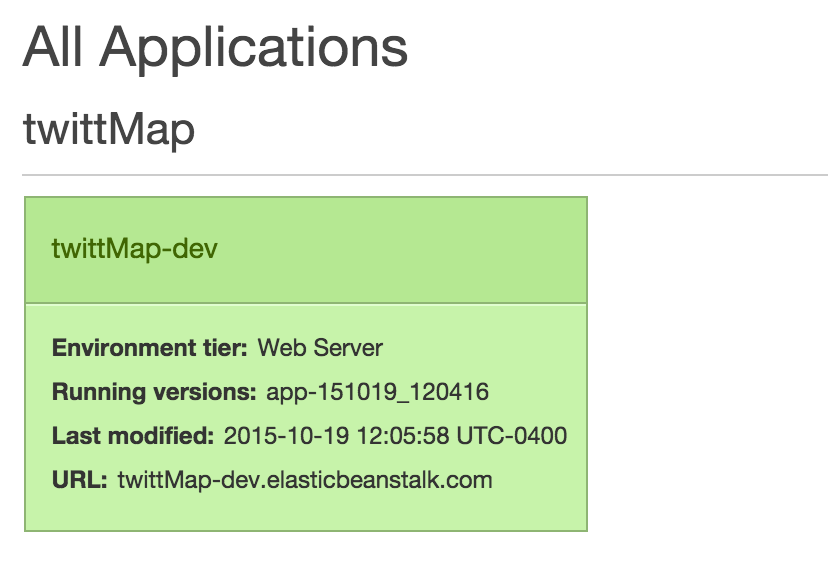 All Applications
twittMap
twittMap-dev
Environment tier: Web Server
Running versions: app-151019_120416
Last modified: 2015-10-19 12:05:58 UTC-0400
URL: twittMap-dev.elasticbeanstalk.com